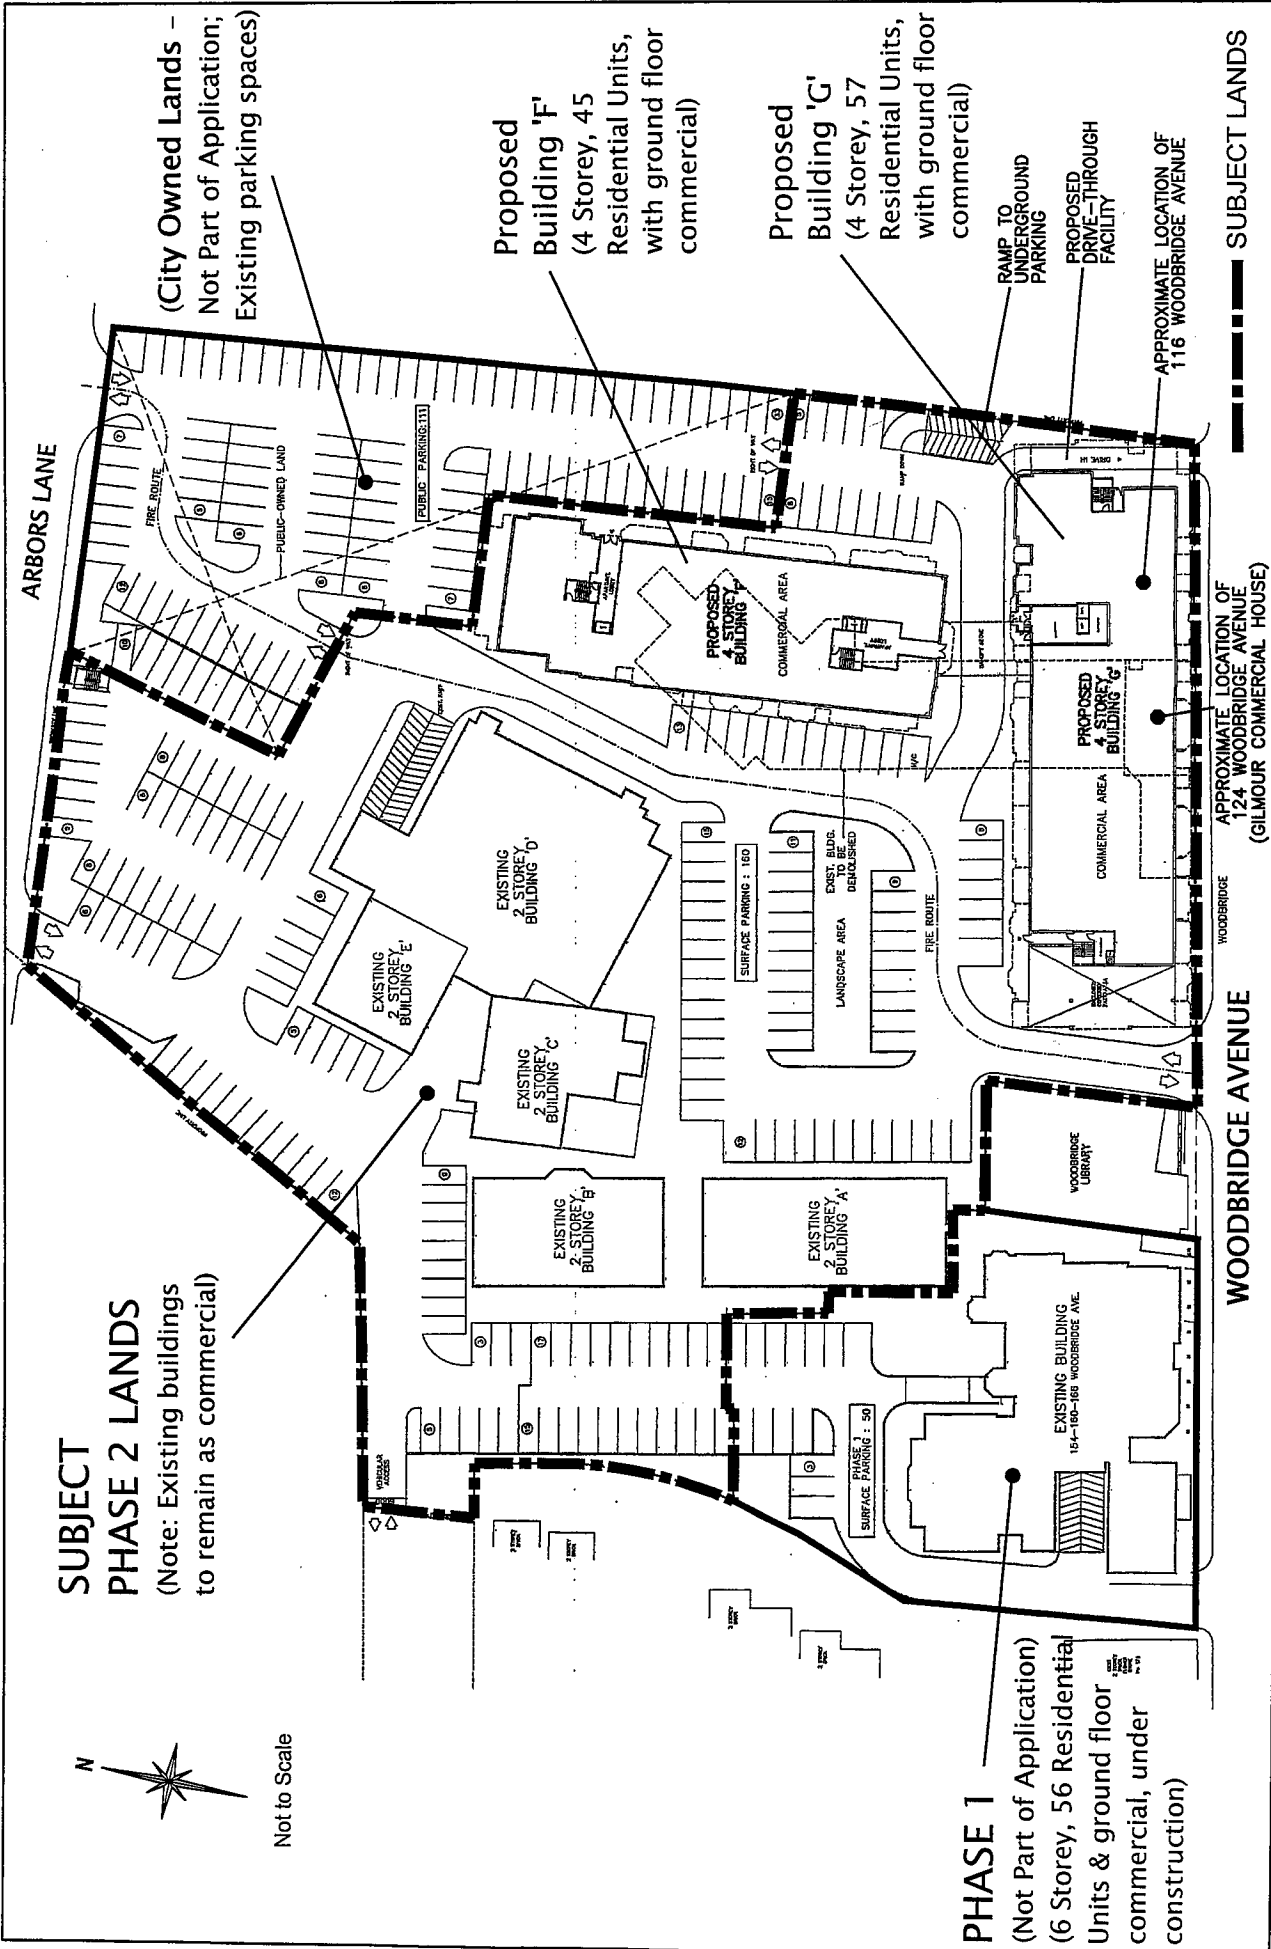 SUBJECT
PHASE 2 LANDS
(Note: Existing buildings
to remain as commercial)
N
Not to Scale
ARBORS LANE
(City Owned Lands –
Not Part of Application;
Existing parking spaces)
Proposed
Building 'F'
(4 Storey, 45
Residential Units,
with ground floor
commercial)
Proposed
Building 'G'
(4 Storey, 57
Residential Units,
with ground floor
commercial)
RAMP TO
UNDERGROUND
PARKING
PROPOSED
DRIVE-THROUGH
FACILITY
APPROXIMATE LOCATION OF
116 WOODBRIDGE AVENUE
SUBJECT LANDS
FIRE ROUTE
PUBLIC-OWNED LAND
PUBLIC PARKING:111
RIGHT OF WAY
PROPOSED
4 STOREY
BUILDING 'F'
COMMERCIAL AREA
EXISTING
2 STOREY
BUILDING 'D'
EXISTING
2 STOREY
BUILDING 'E'
EXISTING
2 STOREY
BUILDING 'C'
EXISTING
2 STOREY
BUILDING 'B'
EXISTING
2 STOREY
BUILDING 'A'
SURFACE PARKING : 160
LANDSCAPE AREA
EXIST. BLDG.
TO BE
DEMOLISHED
FIRE ROUTE
PROPERTY LINE
VEHICULAR
ACCESS
PROPOSED
4 STOREY
BUILDING 'G'
COMMERCIAL AREA
WOODBRIDGE
LIBRARY
EXISTING BUILDING
154-160-166 WOODBRIDGE AVE.
PHASE 1
SURFACE PARKING : 50
APPROXIMATE LOCATION OF
124 WOODBRIDGE AVENUE
(GILMOUR COMMERCIAL HOUSE)
WOODBRIDGE
WOODBRIDGE AVENUE
PHASE 1
(Not Part of Application)
(6 Storey, 56 Residential
Units & ground floor
commercial, under
construction)